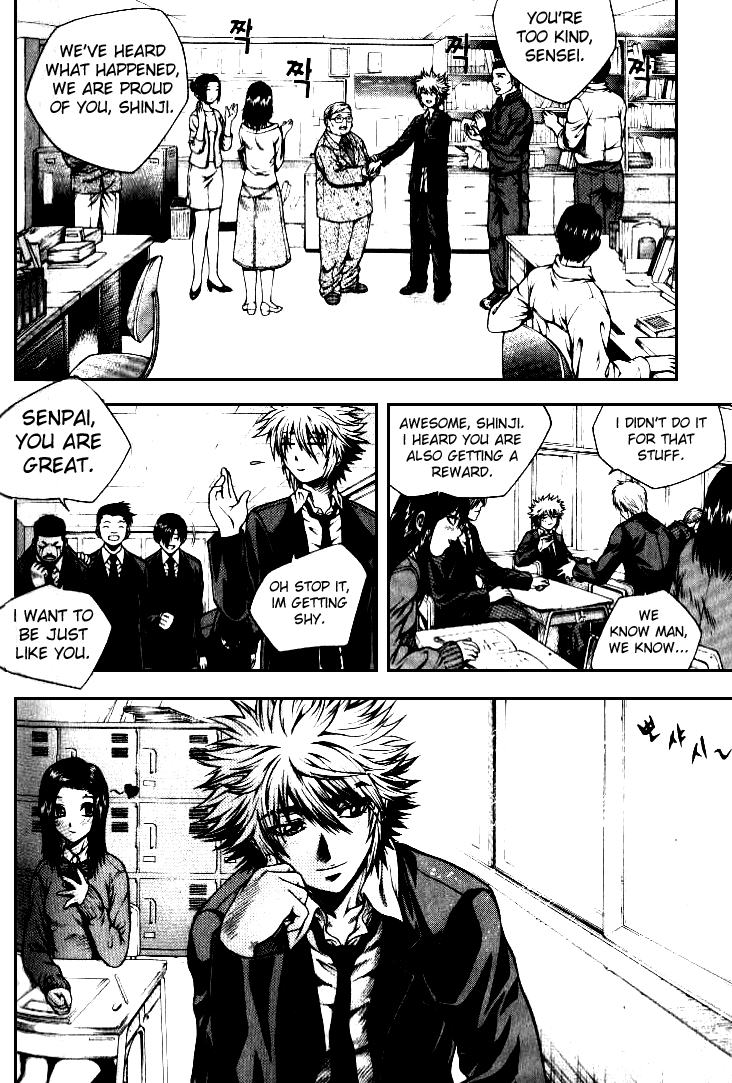 WE'VE HEARD
WHAT HAPPENED,
WE ARE PROUD
OF YOU, SHINJI.
YOU'RE
TOO KIND,
SENSEI.
짝
짝
짝
짝
SENPAI,
YOU ARE
GREAT.
OH STOP IT,
IM GETTING
SHY.
I WANT TO
BE JUST
LIKE YOU.
AWESOME, SHINJI.
I HEARD YOU ARE
ALSO GETTING A
REWARD.
I DIDN'T DO IT
FOR THAT
STUFF.
WE
KNOW MAN,
WE KNOW...
뽀샤시~